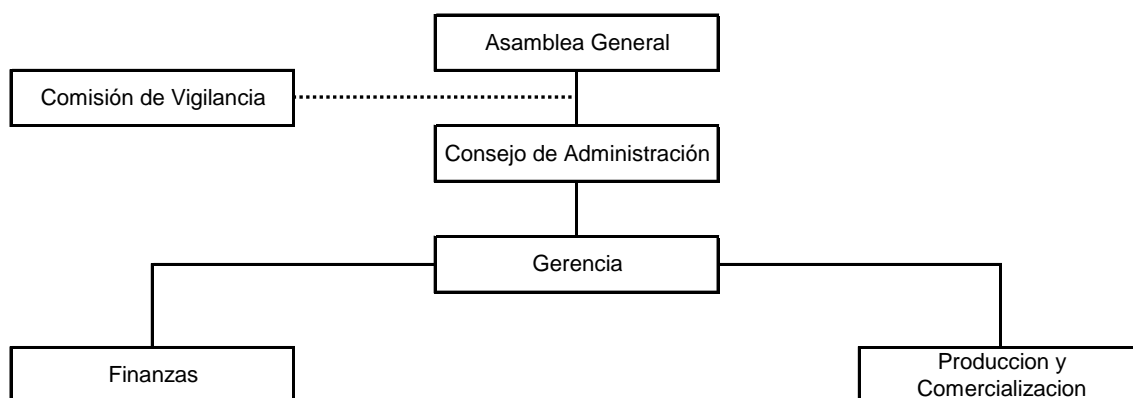 Asamblea General
Comisión de Vigilancia
Consejo de Administración
Gerencia
Finanzas
Produccion y
Comercializacion